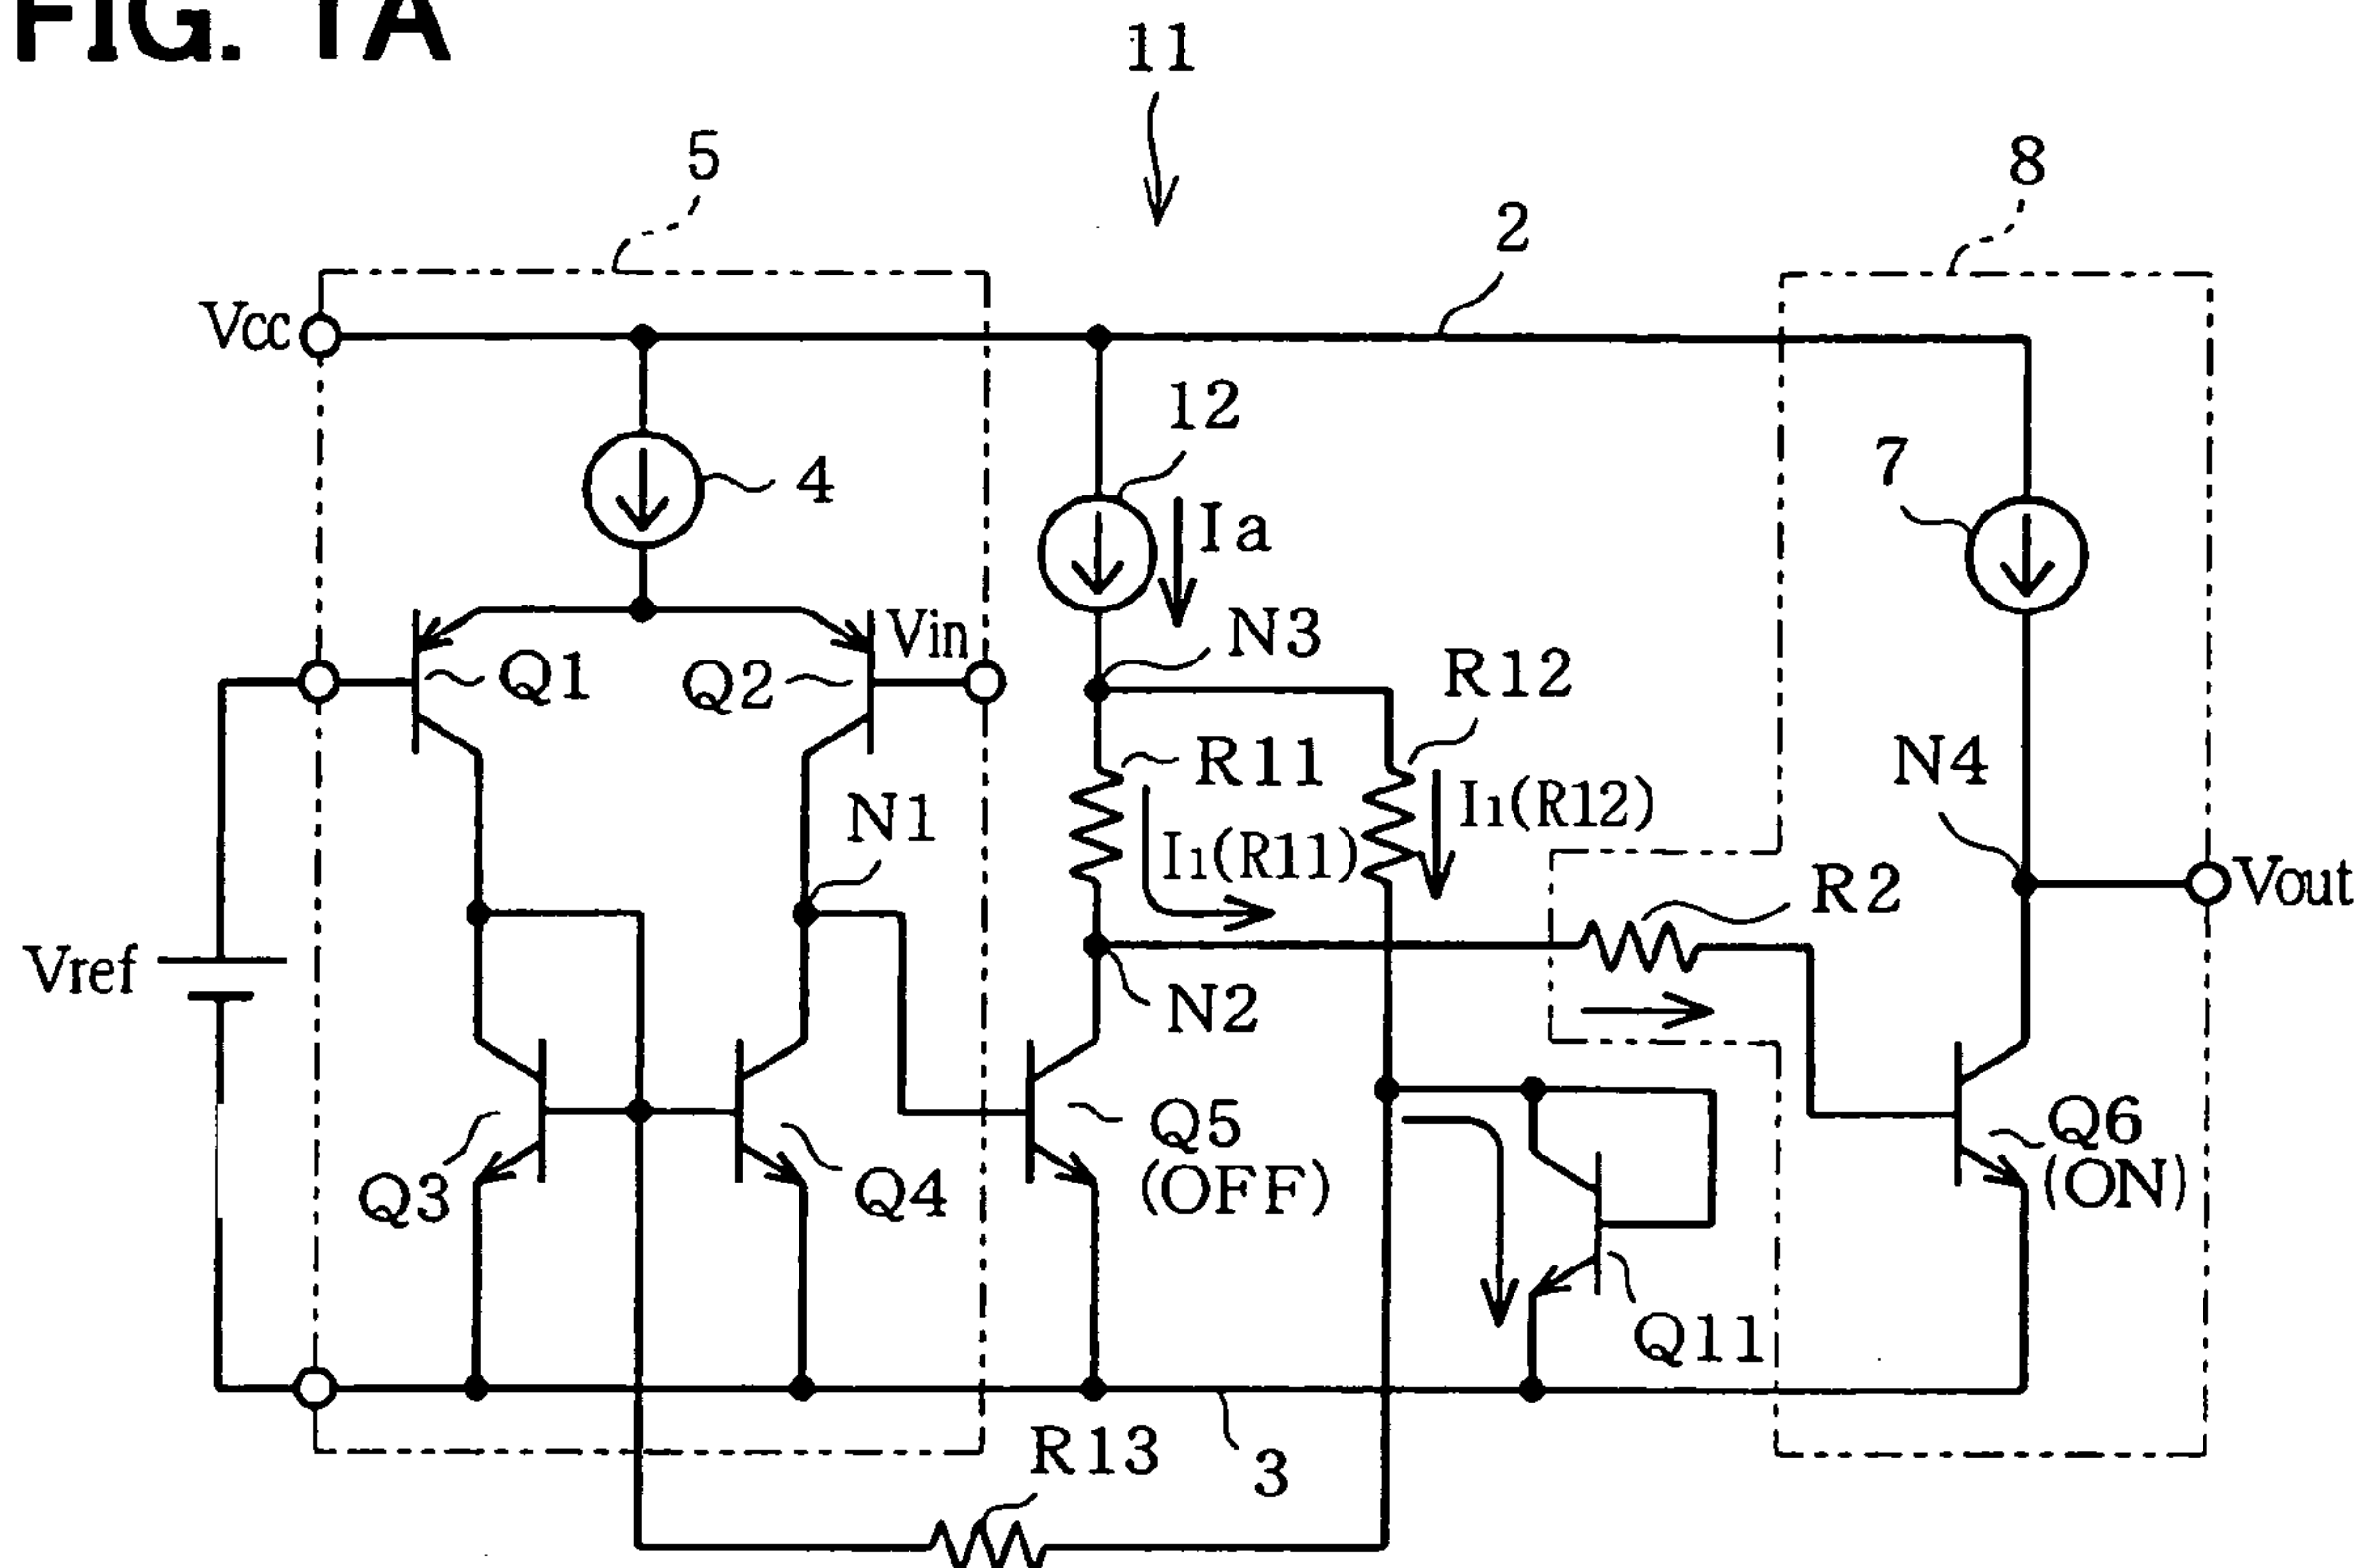 FIG. 1A
11
5
8
2
Vcc
12
4
Ia
7
N3
Vin
Q1
Q2
R12
R11
N4
I1(R12)
N1
I1(R11)
R2
Vout
Vref
N2
Q5
(OFF)
Q6
(ON)
Q3
Q4
Q11
R13
3